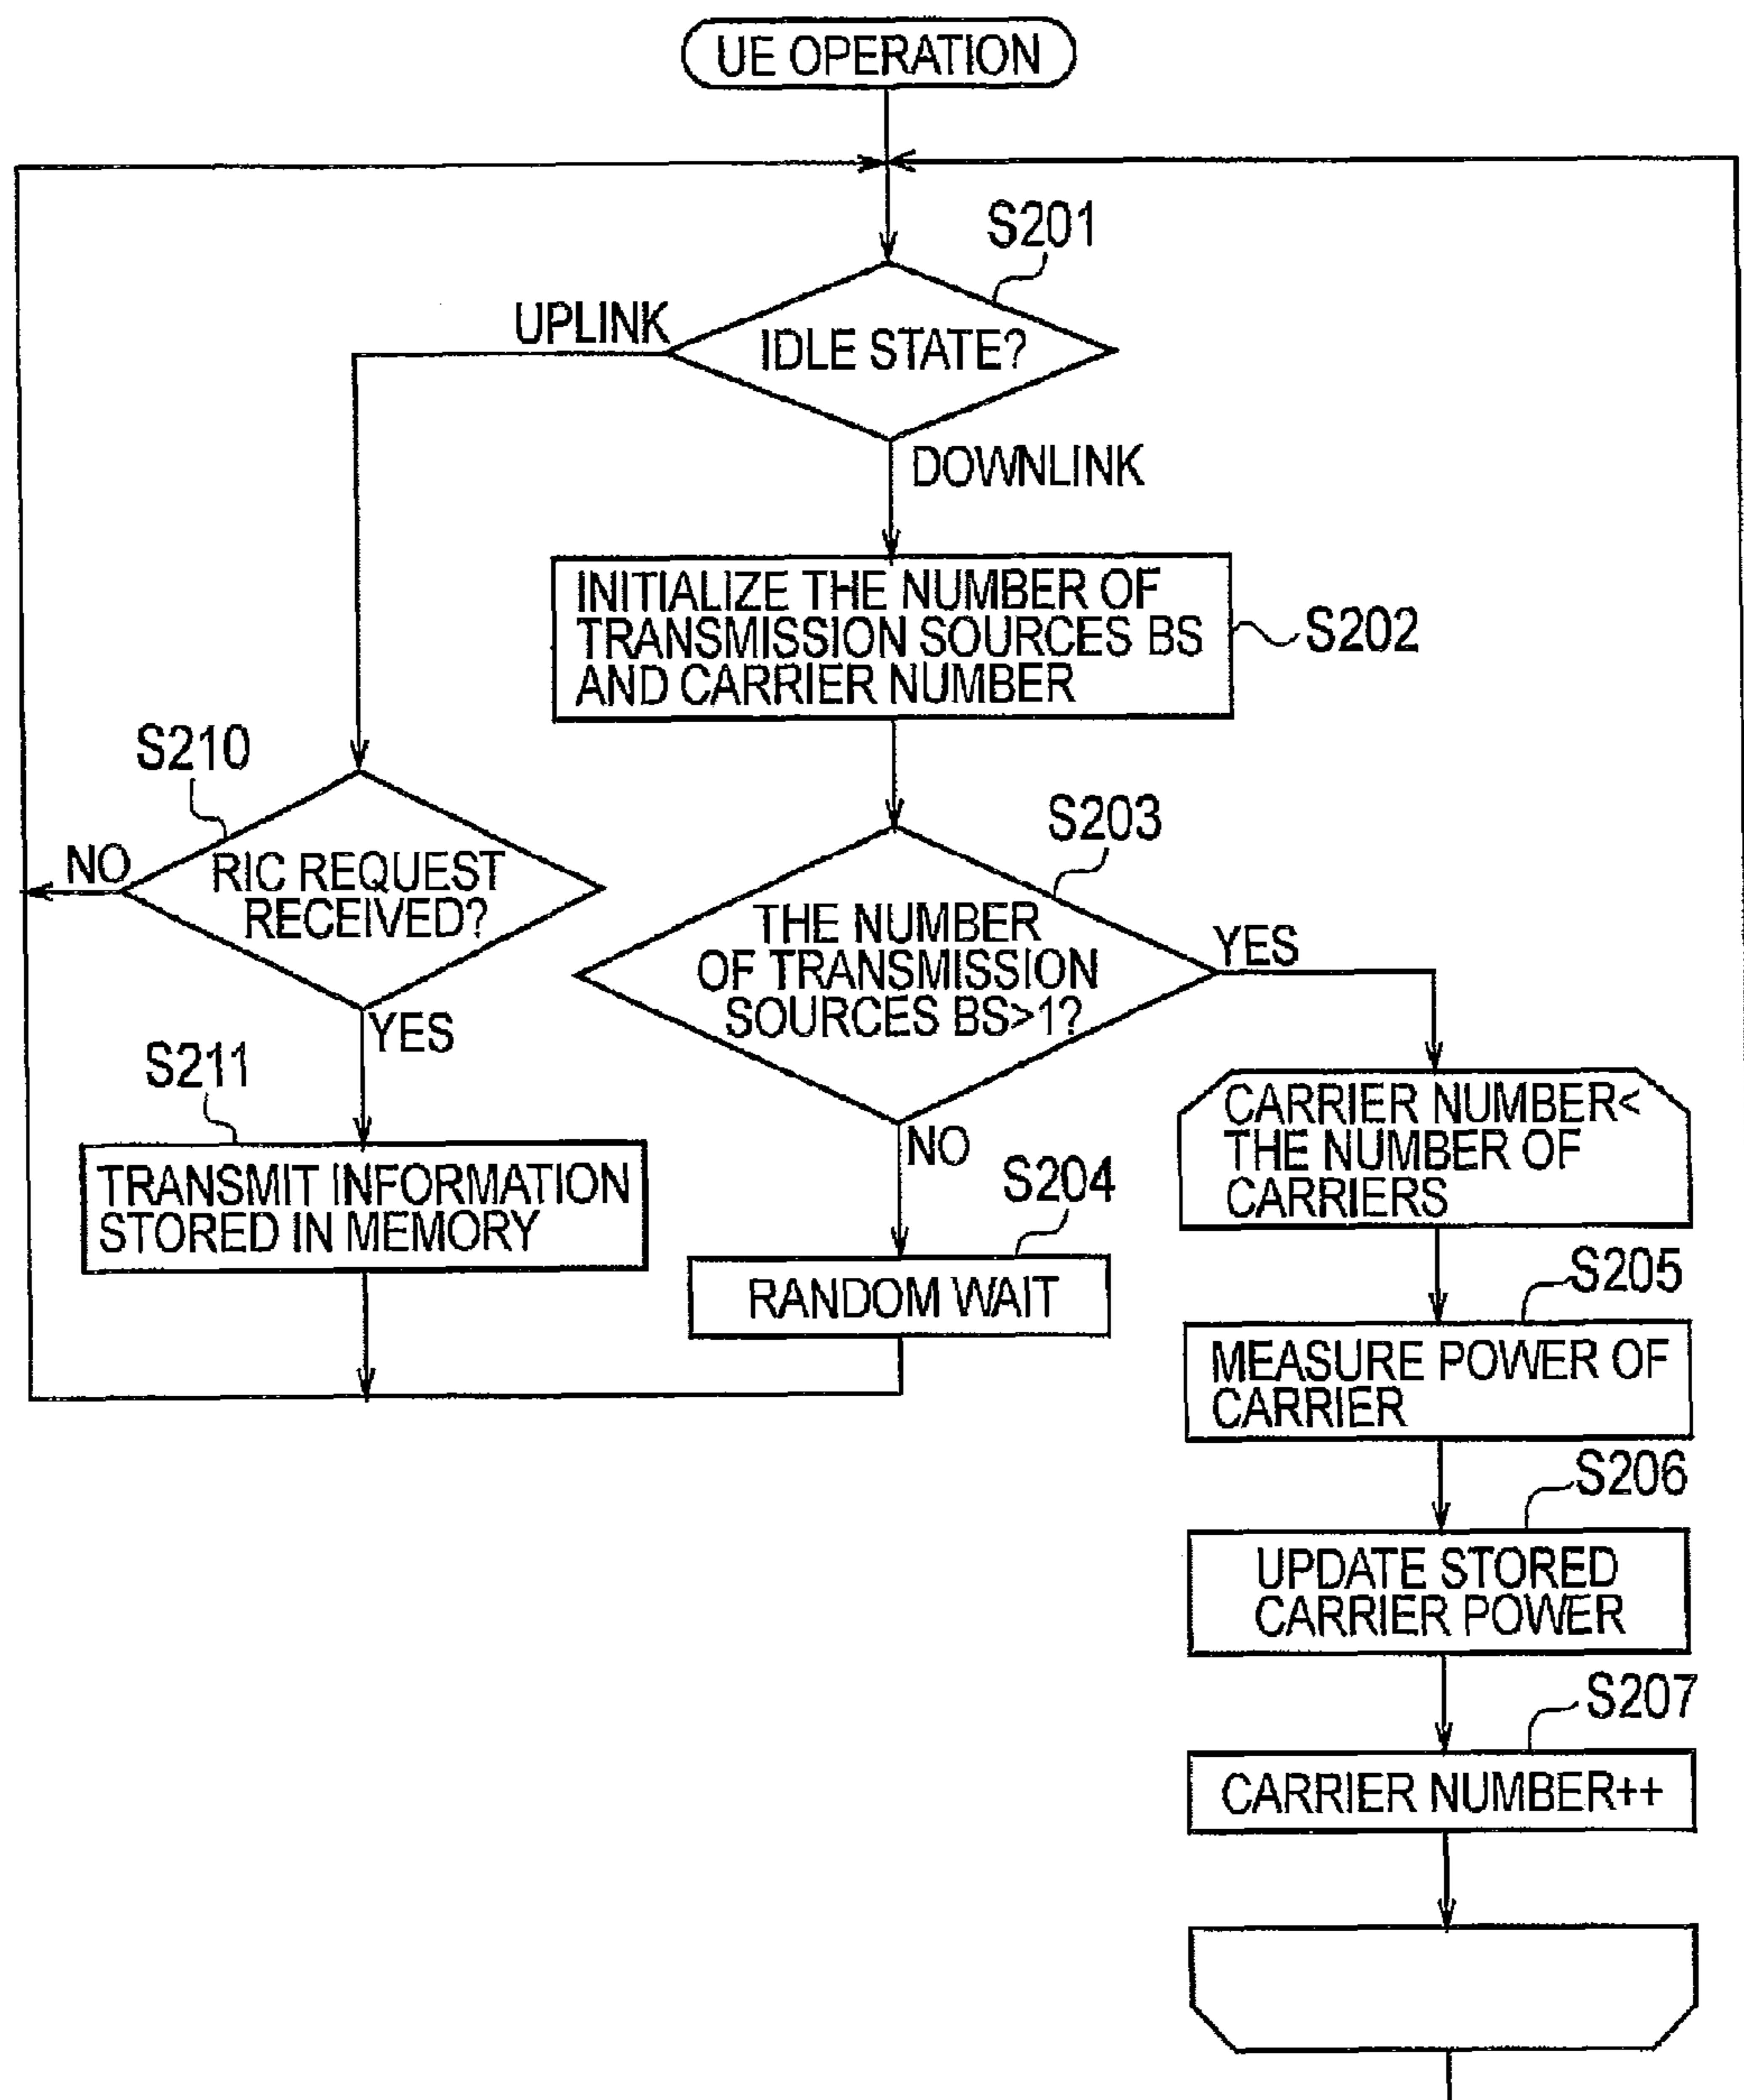 UE OPERATION
S201
UPLINK
IDLE STATE?
DOWNLINK
INITIALIZE THE NUMBER OF
TRANSMISSION SOURCES BS
AND CARRIER NUMBER
S202
S210
NO
RIC REQUEST
RECEIVED?
YES
S203
THE NUMBER
OF TRANSMISSION
SOURCES BS>1?
YES
NO
S211
TRANSMIT INFORMATION
STORED IN MEMORY
S204
RANDOM WAIT
CARRIER NUMBER<
THE NUMBER OF
CARRIERS
S205
MEASURE POWER OF
CARRIER
S206
UPDATE STORED
CARRIER POWER
S207
CARRIER NUMBER++